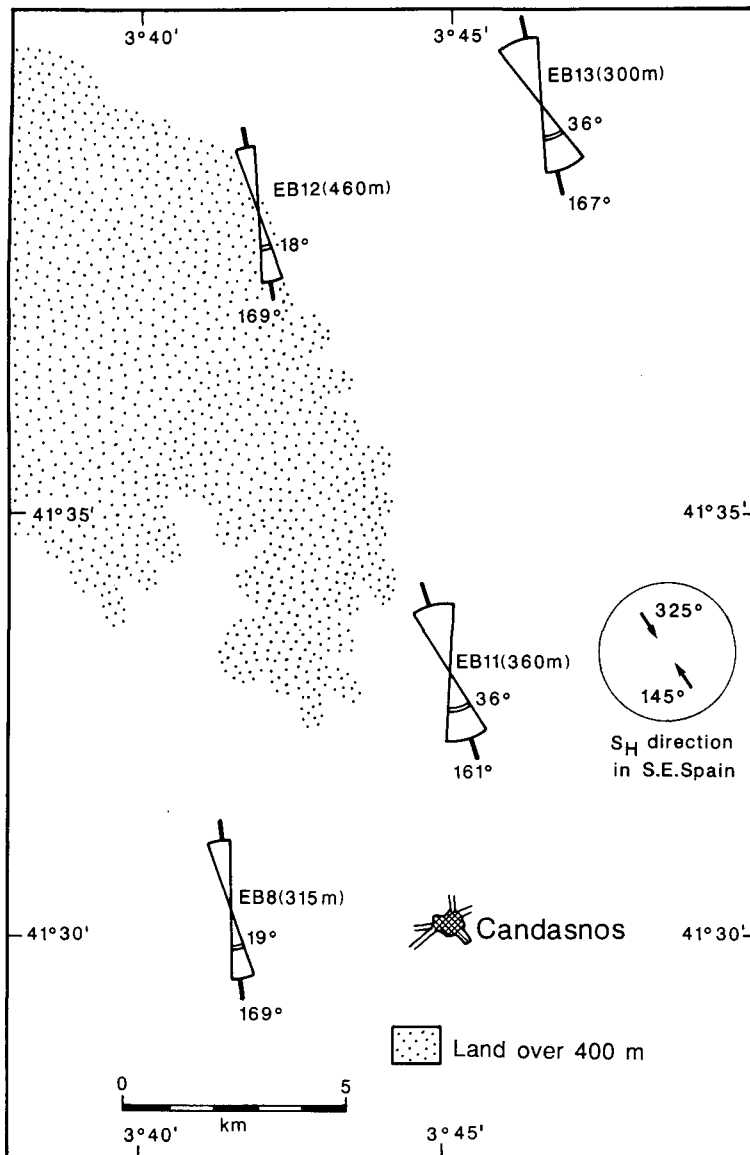 3°40'
3°45'
EB13(300m)
36°
167°
EB12(460m)
18°
169°
41°35'
41°35'
325°
145°
SH direction
in S.E.Spain
EB11(360m)
36°
161°
EB8(315m)
19°
169°
41°30'
Candasnos
41°30'
Land over 400 m
0
5
km
3°40'
3°45'